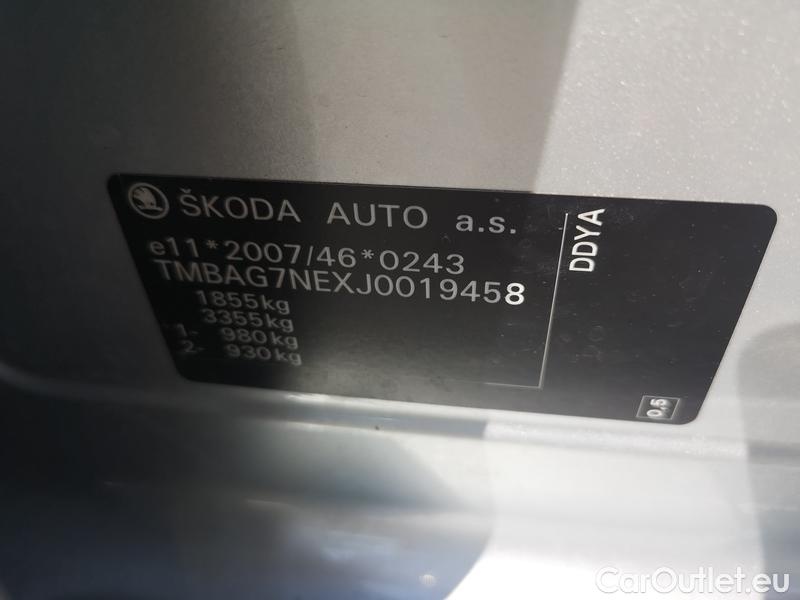 ŠKODA AUTO a.s.
e11*2007/46*0243
TMBAG7NEXJ0019458
1855kg
3355kg
1- 980kg
2- 930kg
DDYA
0,5
CarOutlet.eu